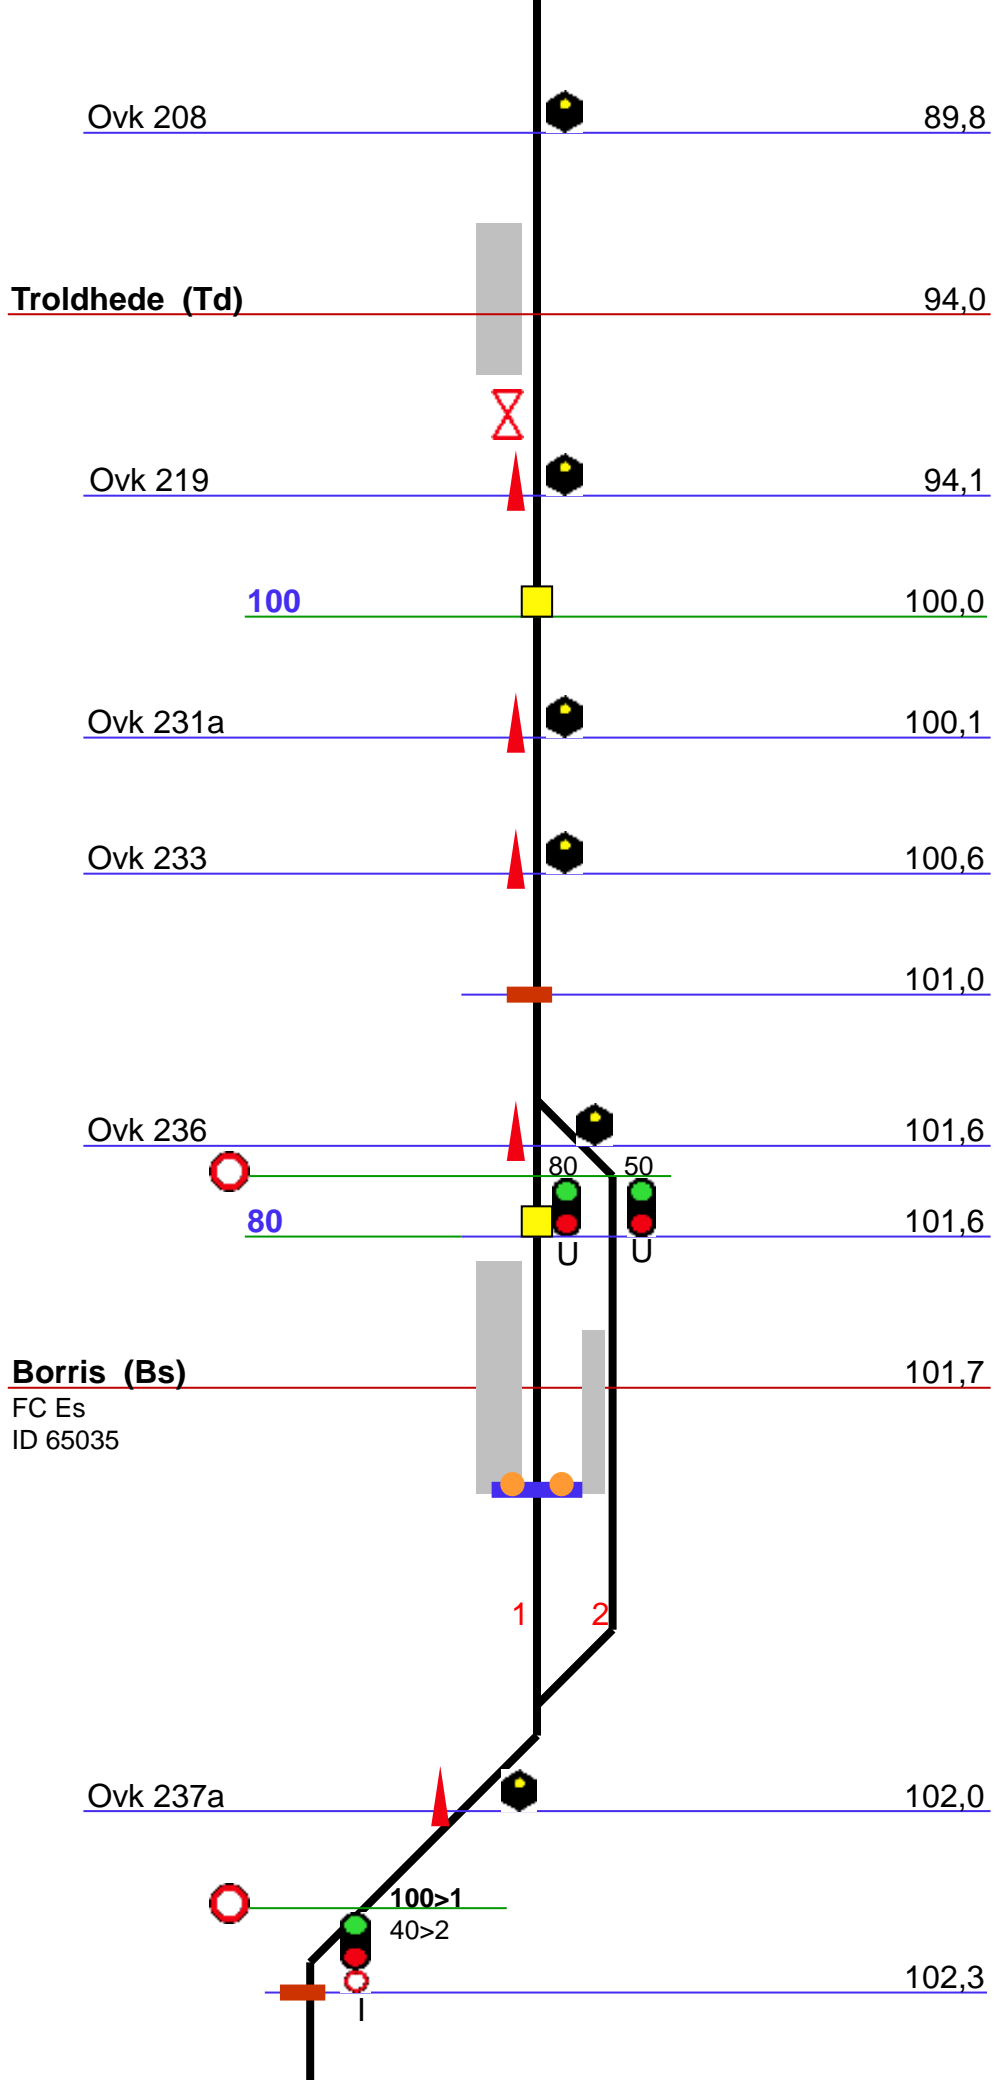 Ovk 208 89,8
Troldhede (Td) 94,0
Ovk 219 94,1
100 100,0
Ovk 231a 100,1
Ovk 233 100,6
101,0
Ovk 236 101,6
80 50
80 101,6
U U
Borris (Bs) 101,7
FC Es
ID 65035
1 2
Ovk 237a 102,0
100>1
40>2
102,3
I